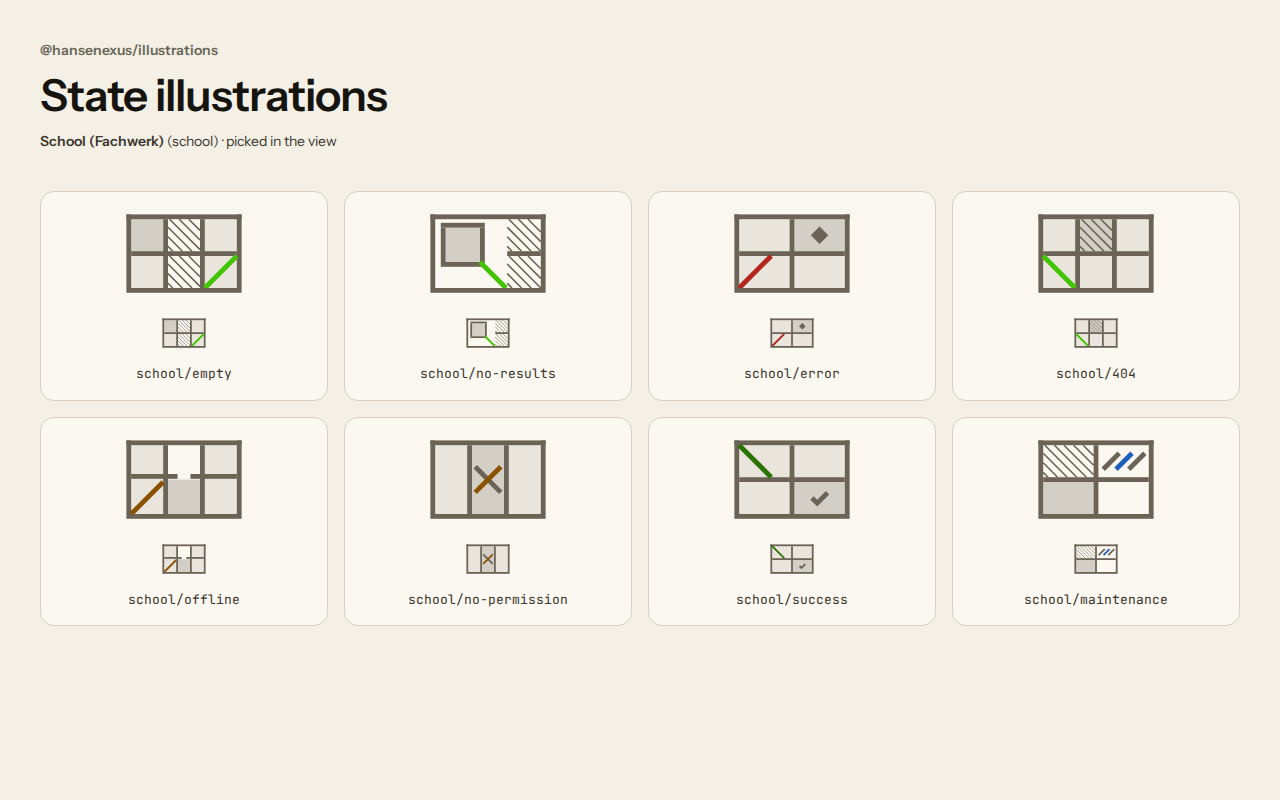 @hansenexus/illustrations
State illustrations
School (Fachwerk) (school) · picked in the view
school/empty
school/no-results
school/error
school/404
school/offline
school/no-permission
school/success
school/maintenance